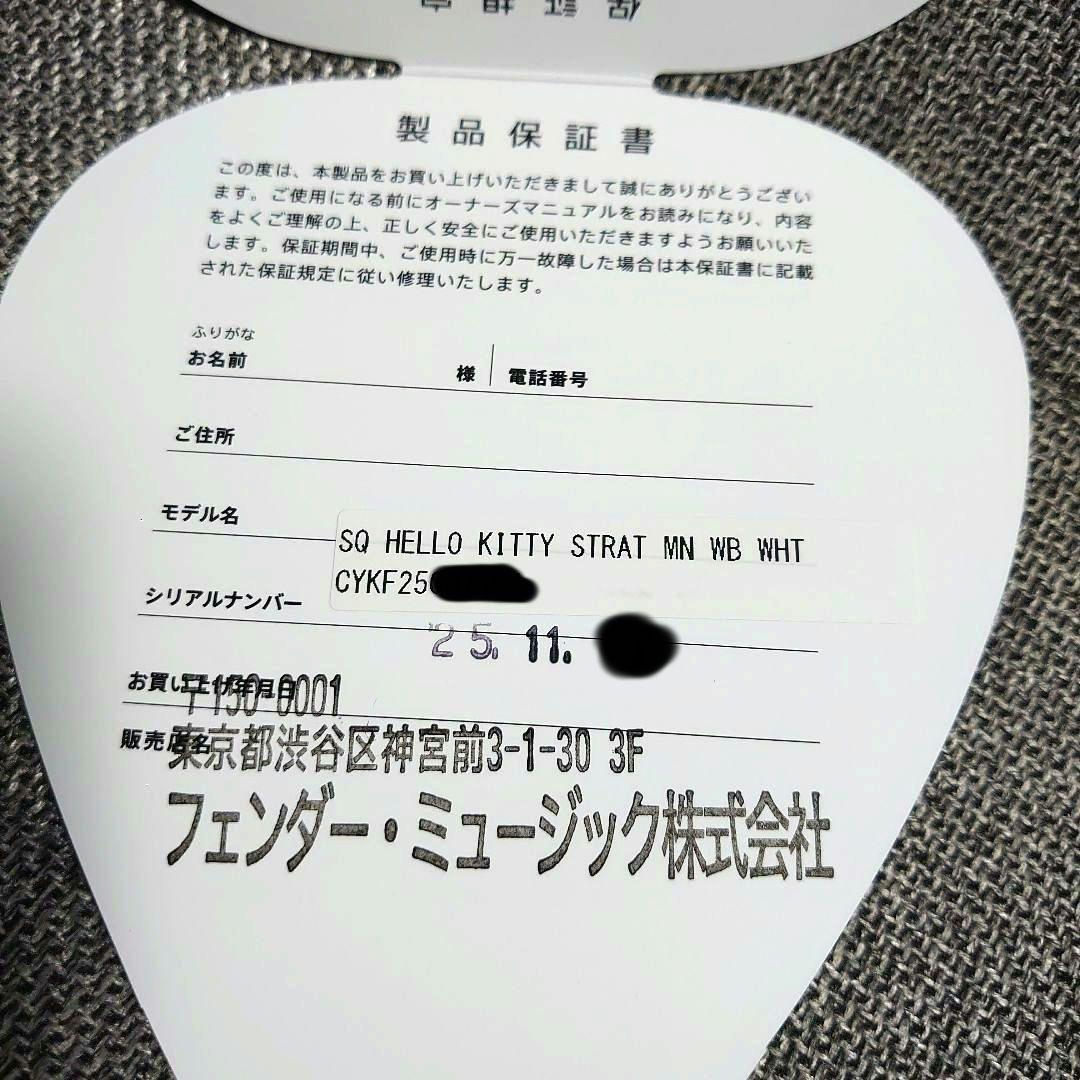 保証規定
製品保証書
この度は、本製品をお買い上げいただきまして誠にありがとうござい
ます。ご使用になる前にオーナーズマニュアルをお読みになり、内容
をよくご理解の上、正しく安全にご使用いただきますようお願いいた
します。保証期間中、ご使用時に万一故障した場合は本保証書に記載
された保証規定に従い修理いたします。
ふりがな
お名前 様 電話番号
ご住所
モデル名 SQ HELLO KITTY STRAT MN WB WHT
シリアルナンバー CYKF25
'25. 11.
お買い上げ年月日
〒150-0001
販売店名
東京都渋谷区神宮前3-1-30 3F
フェンダー・ミュージック株式会社